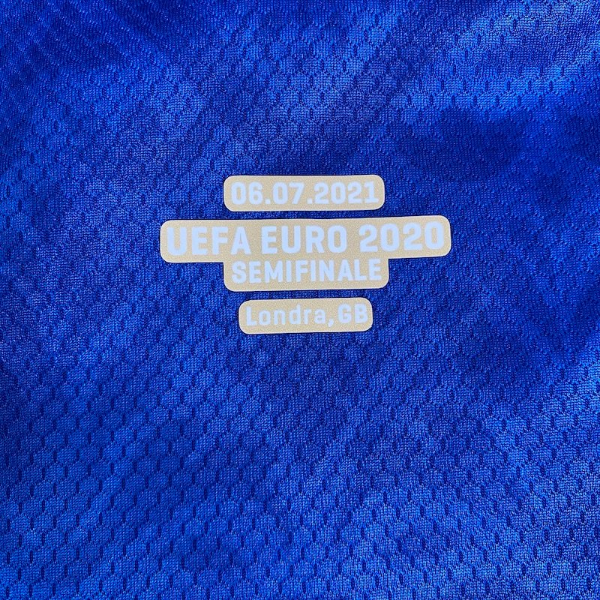 06.07.2021
UEFA EURO 2020
SEMIFINALE
Londra,GB